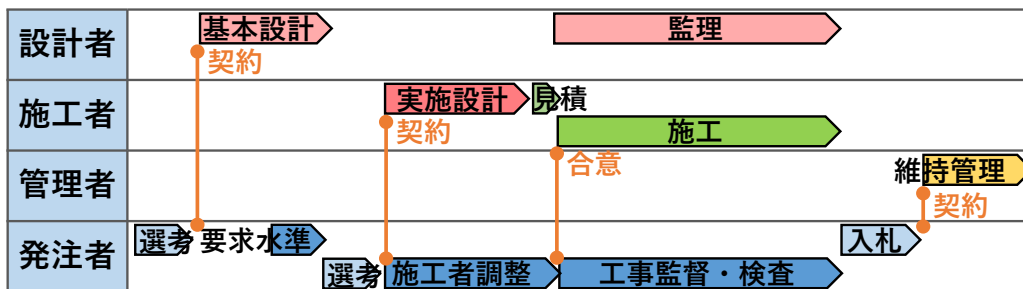 設計者
基本設計
監理
契約
施工者
実施設計
見積
契約
施工
合意
管理者
維持管理
契約
発注者
選考
要求水準
入札
選考
施工者調整
工事監督・検査